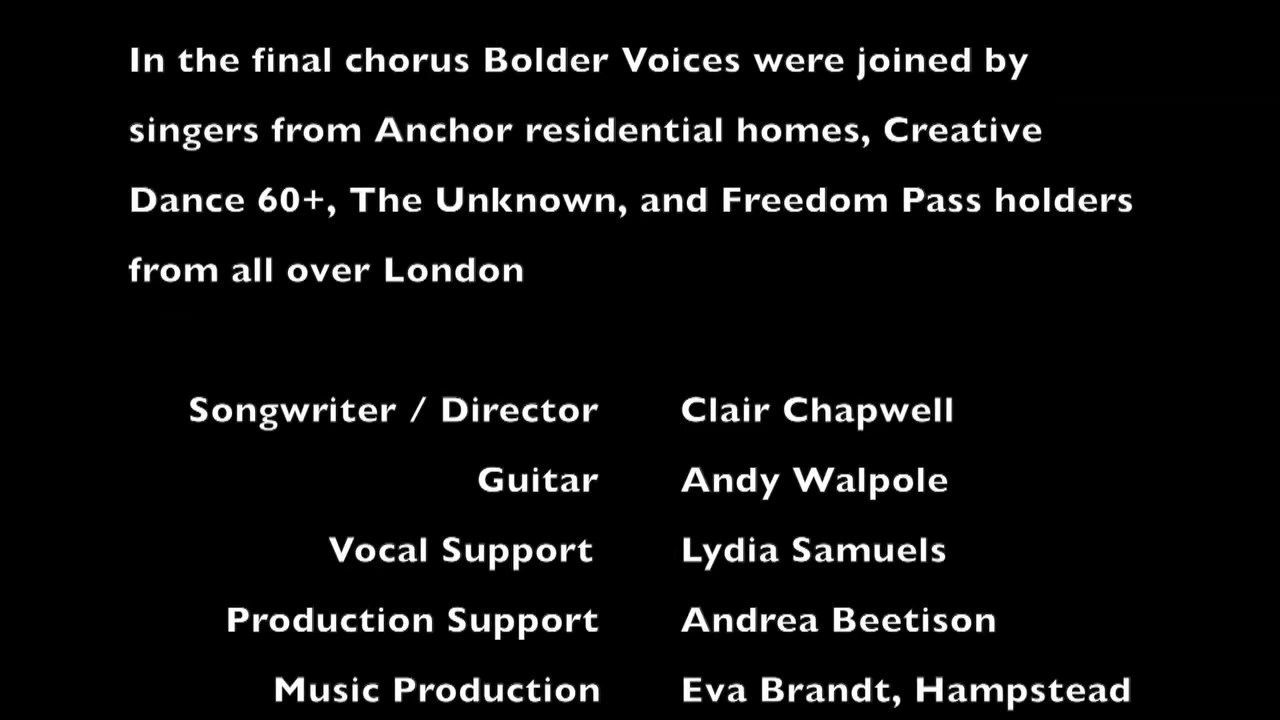 In the final chorus Bolder Voices were joined by
singers from Anchor residential homes, Creative
Dance 60+, The Unknown, and Freedom Pass holders
from all over London
Songwriter / Director Clair Chapwell
Guitar Andy Walpole
Vocal Support Lydia Samuels
Production Support Andrea Beetison
Music Production Eva Brandt, Hampstead